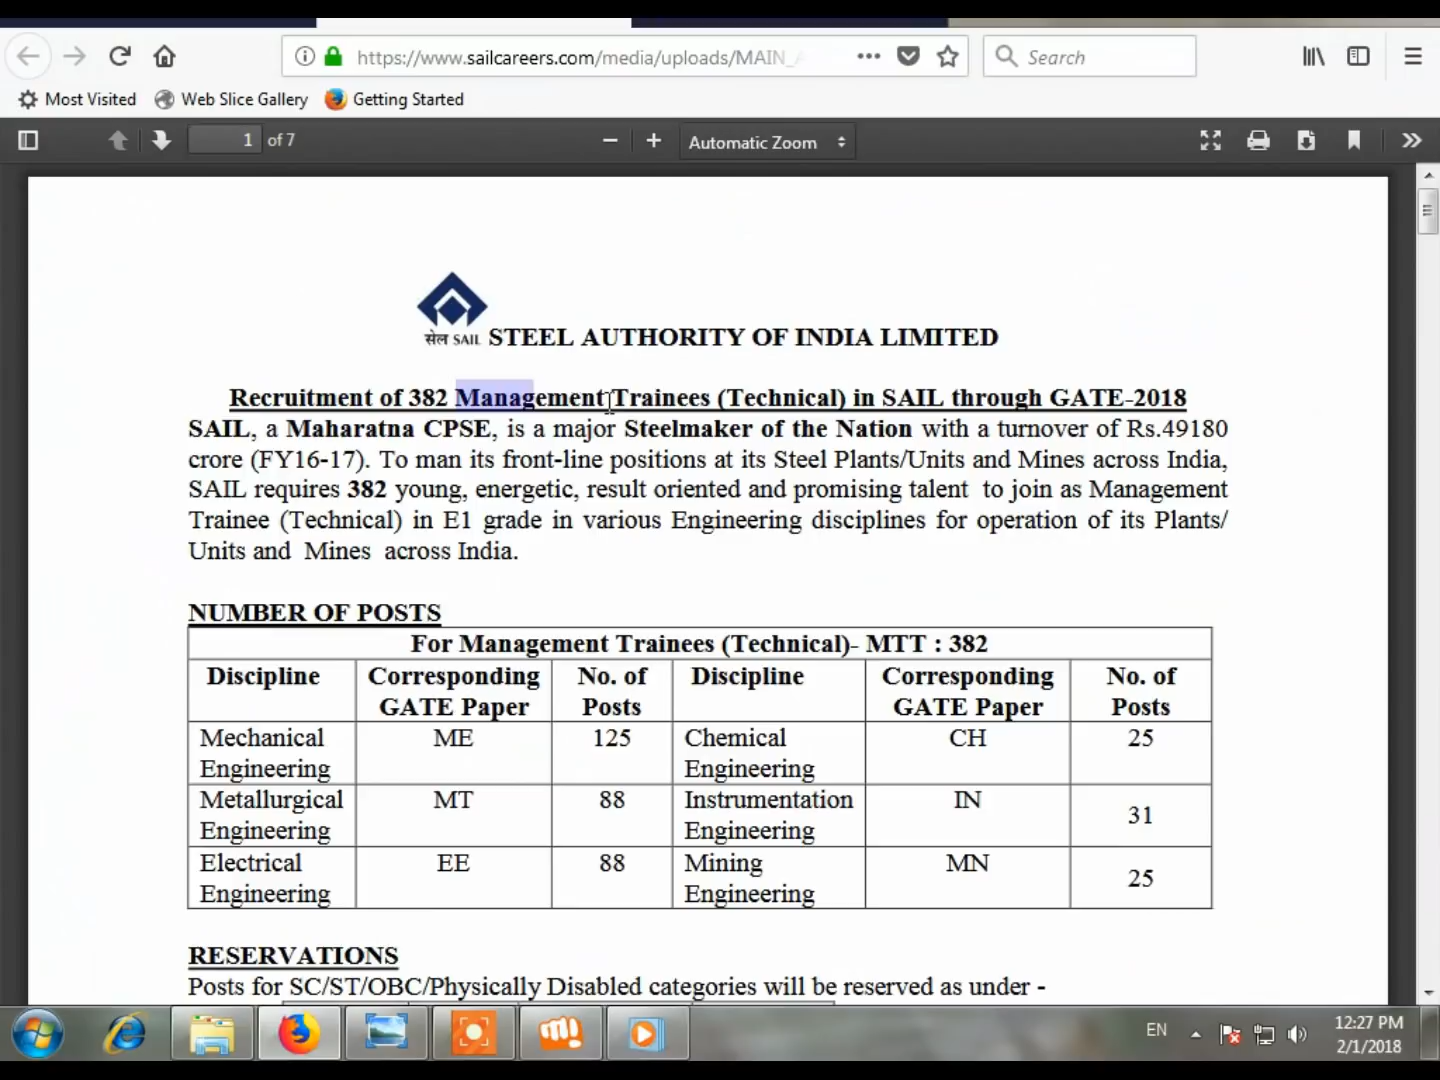 https://www.sailcareers.com/media/uploads/MAIN_
Search
Most Visited
Web Slice Gallery
Getting Started
1 of 7
Automatic Zoom
सेल SAIL STEEL AUTHORITY OF INDIA LIMITED
Recruitment of 382 Management Trainees (Technical) in SAIL through GATE-2018
SAIL, a Maharatna CPSE, is a major Steelmaker of the Nation with a turnover of Rs.49180
crore (FY16-17). To man its front-line positions at its Steel Plants/Units and Mines across India,
SAIL requires 382 young, energetic, result oriented and promising talent to join as Management
Trainee (Technical) in E1 grade in various Engineering disciplines for operation of its Plants/
Units and Mines across India.
NUMBER OF POSTS
For Management Trainees (Technical)- MTT : 382
Discipline Corresponding GATE Paper No. of Posts Discipline Corresponding GATE Paper No. of Posts
Mechanical Engineering ME 125 Chemical Engineering CH 25
Metallurgical Engineering MT 88 Instrumentation Engineering IN 31
Electrical Engineering EE 88 Mining Engineering MN 25
RESERVATIONS
Posts for SC/ST/OBC/Physically Disabled categories will be reserved as under -
EN
12:27 PM
2/1/2018